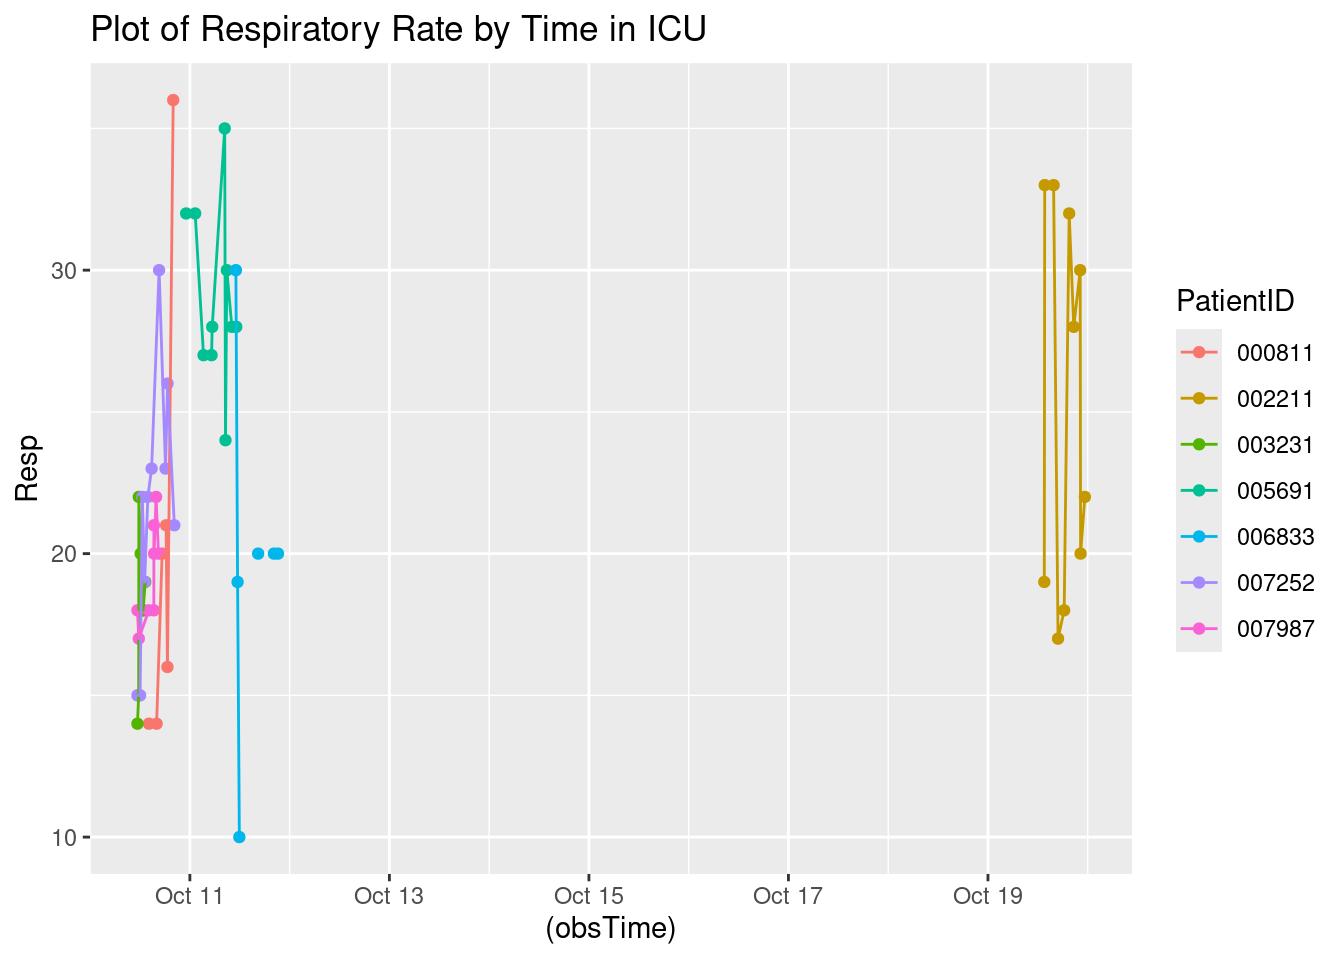 Plot of Respiratory Rate by Time in ICU
Resp
30
20
10
Oct 11
Oct 13
Oct 15
Oct 17
Oct 19
(obsTime)
PatientID
000811
002211
003231
005691
006833
007252
007987